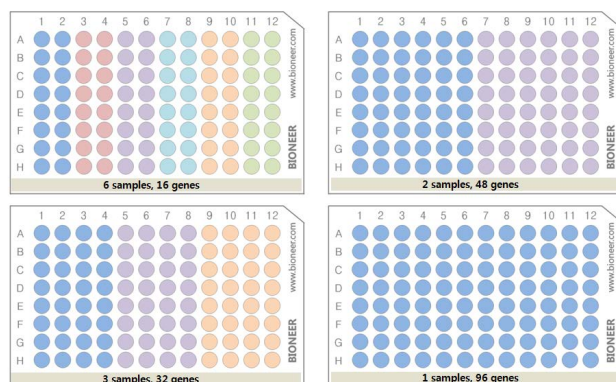 1 2 3 4 5 6 7 8 9 10 11 12
A
B
C
D
E
F
G
H
www.bioneer.com
BIONEER
6 samples, 16 genes
1 2 3 4 5 6 7 8 9 10 11 12
A
B
C
D
E
F
G
H
www.bioneer.com
BIONEER
2 samples, 48 genes
1 2 3 4 5 6 7 8 9 10 11 12
A
B
C
D
E
F
G
H
www.bioneer.com
BIONEER
3 samples, 32 genes
1 2 3 4 5 6 7 8 9 10 11 12
A
B
C
D
E
F
G
H
www.bioneer.com
BIONEER
1 samples, 96 genes